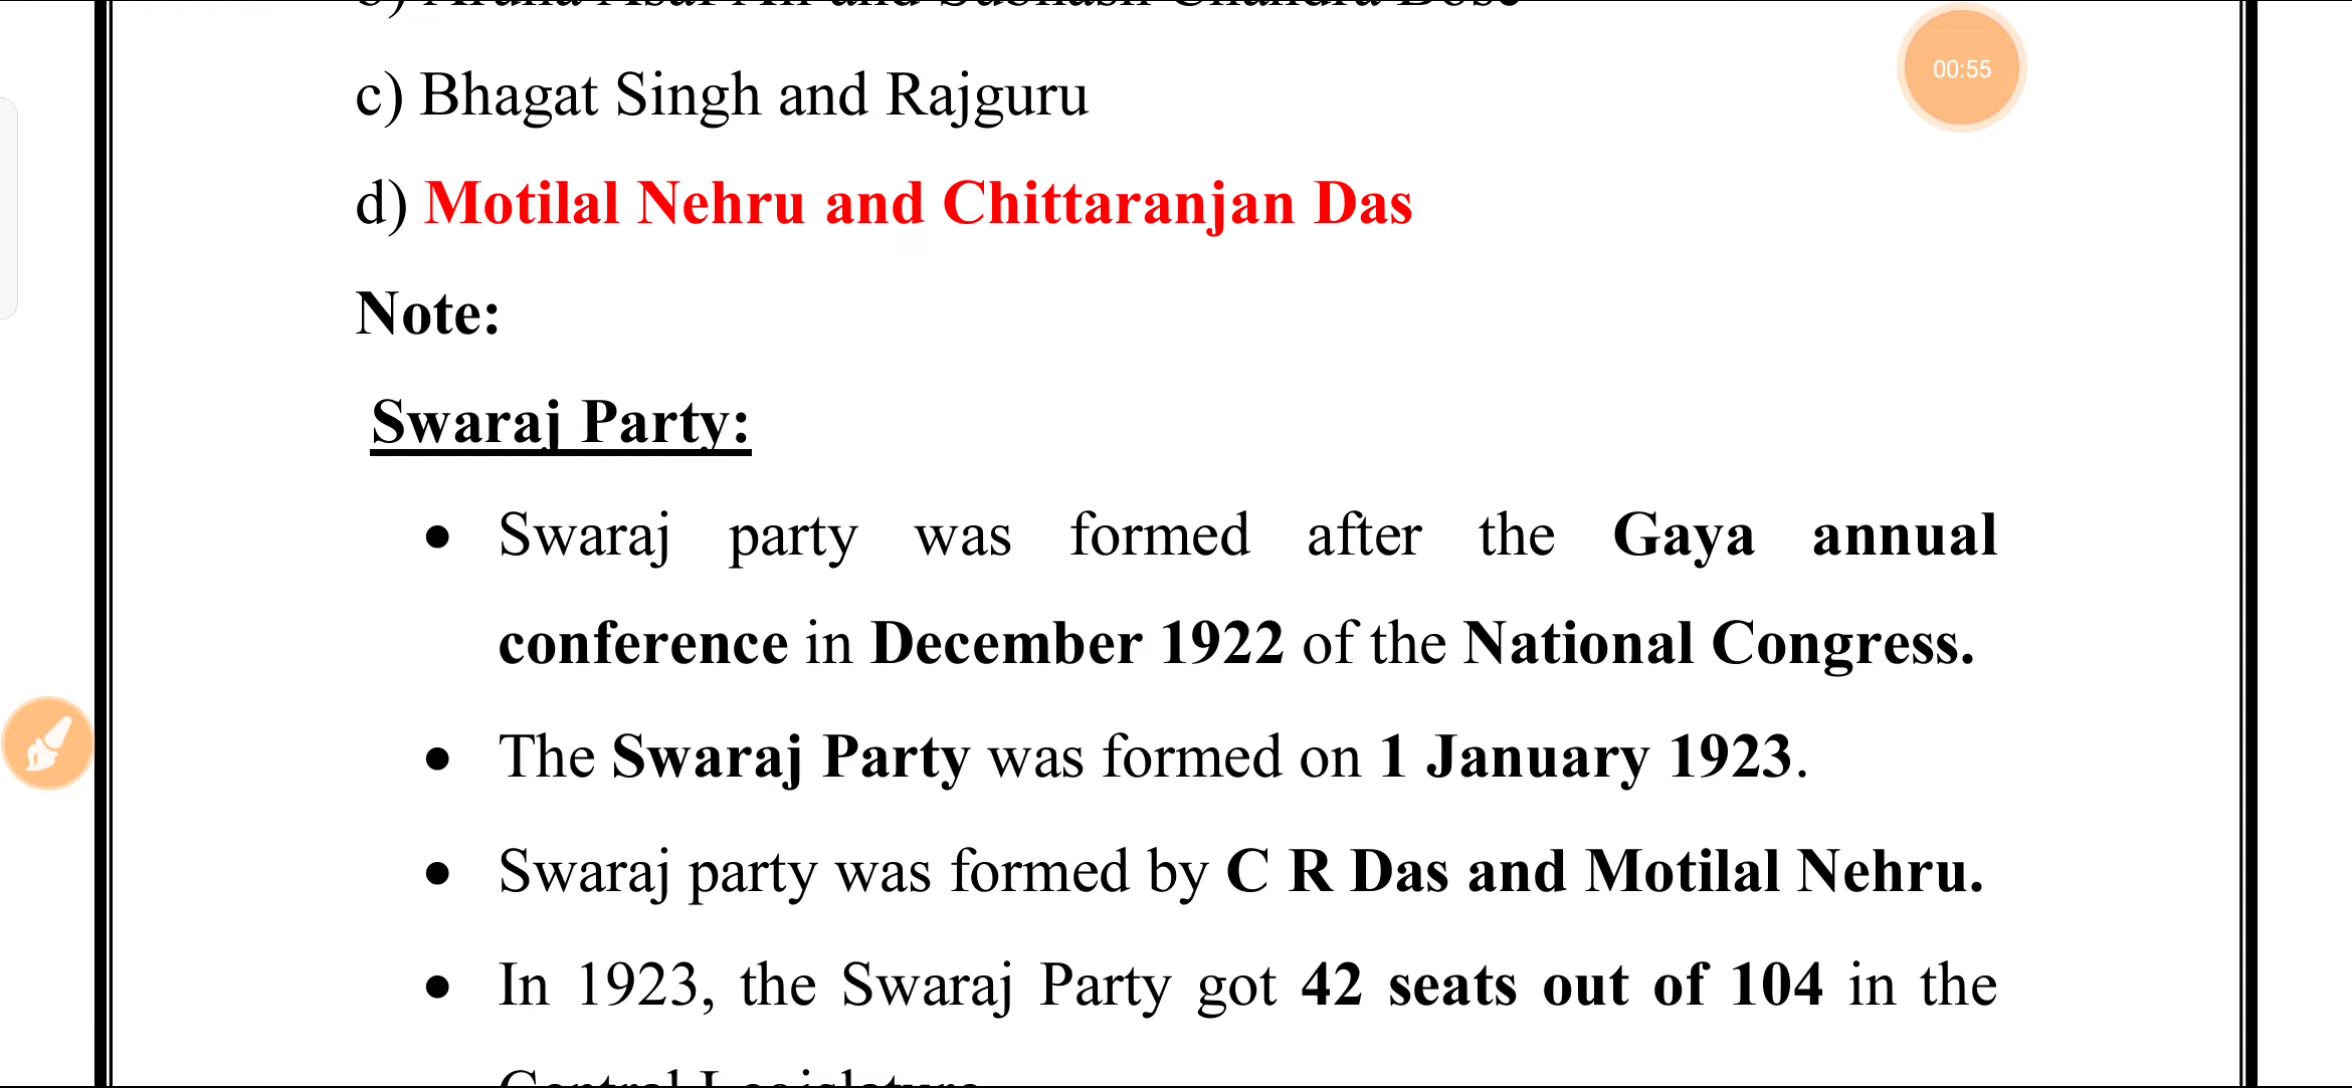 c) Bhagat Singh and Rajguru
00:55
d) Motilal Nehru and Chittaranjan Das
Note:
Swaraj Party:
• Swaraj party was formed after the Gaya annual
conference in December 1922 of the National Congress.
• The Swaraj Party was formed on 1 January 1923.
• Swaraj party was formed by C R Das and Motilal Nehru.
• In 1923, the Swaraj Party got 42 seats out of 104 in the